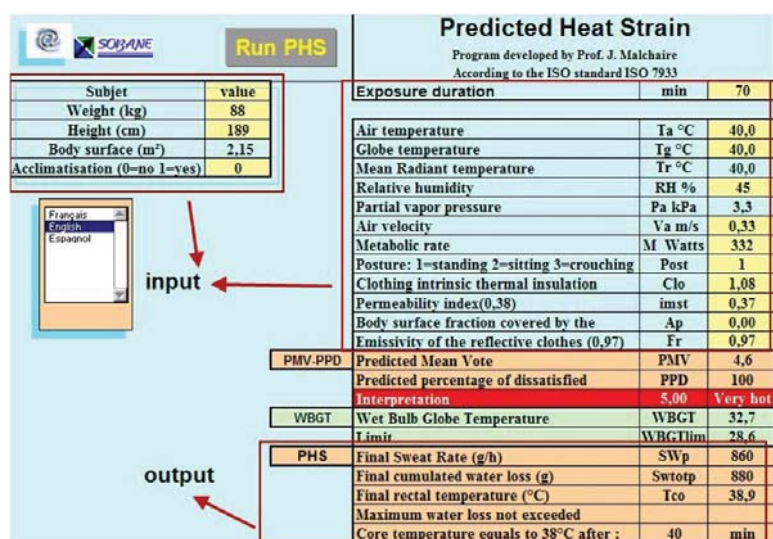 SOBANE
Run PHS
Predicted Heat Strain
Program developed by Prof. J. Malchaire
According to the ISO standard ISO 7933
Subjet value
Weight (kg) 88
Height (cm) 189
Body surface (m²) 2,15
Acclimatisation (0=no 1=yes) 0
Français
English
Espagnol
input
Exposure duration min 70
Air temperature Ta °C 40,0
Globe temperature Tg °C 40,0
Mean Radiant temperature Tr °C 40,0
Relative humidity RH % 45
Partial vapor pressure Pa kPa 3,3
Air velocity Va m/s 0,33
Metabolic rate M Watts 332
Posture: 1=standing 2=sitting 3=crouching Post 1
Clothing intrinsic thermal insulation Clo 1,08
Permeability index(0,38) imst 0,37
Body surface fraction covered by the Ap 0,00
Emissivity of the reflective clothes (0,97) Fr 0,97
PMV-PPD Predicted Mean Vote PMV 4,6
Predicted percentage of dissatisfied PPD 100
Interpretation 5,00 Very hot
WBGT Wet Bulb Globe Temperature WBGT 32,7
Limit WBGTlim 28,6
output
PHS Final Sweat Rate (g/h) SWp 860
Final cumulated water loss (g) Swtotp 880
Final rectal temperature (°C) Tco 38,9
Maximum water loss not exceeded
Core temperature equals to 38°C after : 40 min